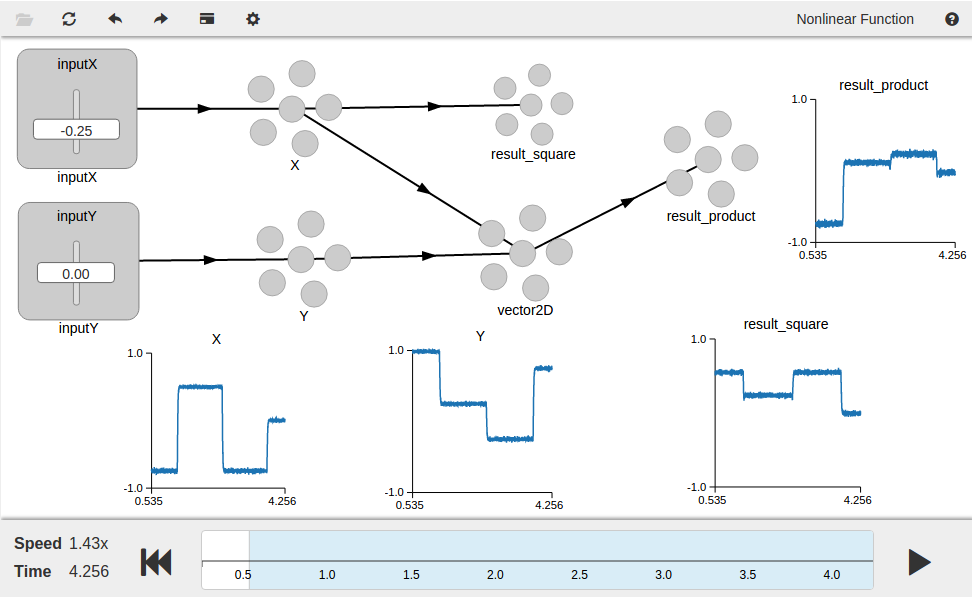 Nonlinear Function
inputX
-0.25
inputX
inputY
0.00
inputY
X
Y
result_square
vector2D
result_product
result_product
1.0
-1.0
0.535
4.256
X
1.0
-1.0
0.535
4.256
Y
1.0
-1.0
0.535
4.256
result_square
1.0
-1.0
0.535
4.256
Speed 1.43x
Time 4.256
0.5 1.0 1.5 2.0 2.5 3.0 3.5 4.0